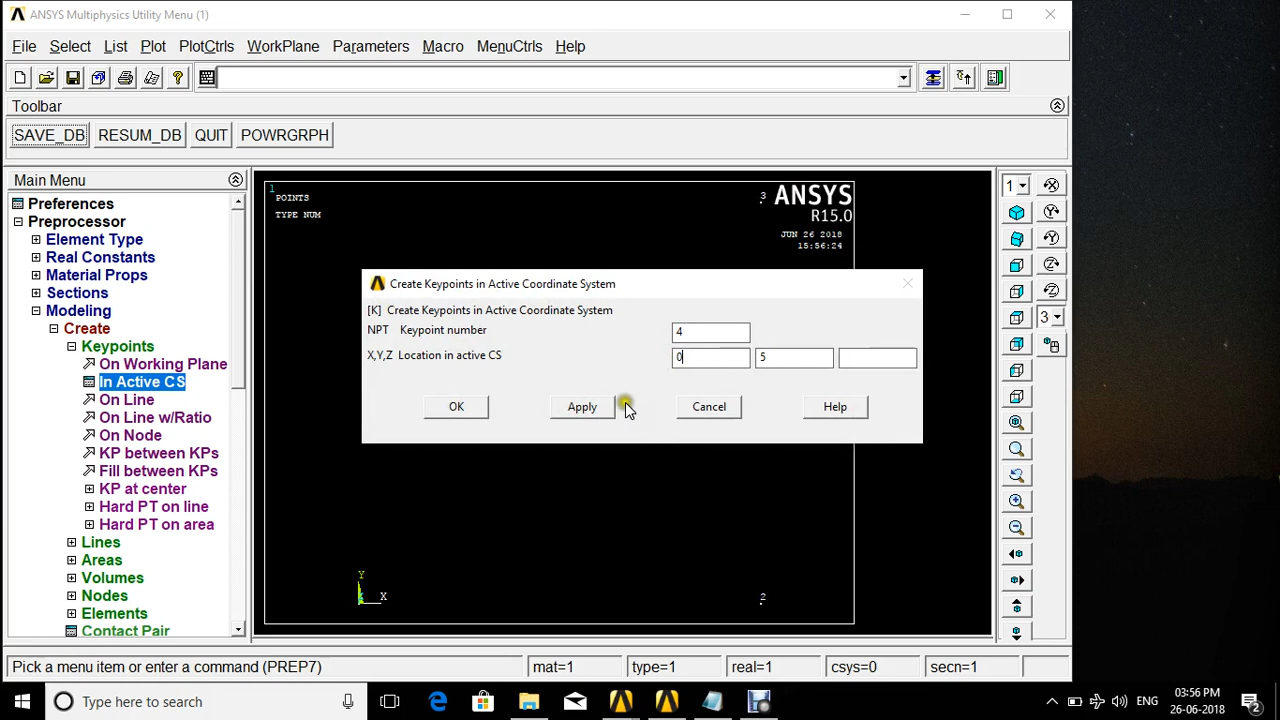 ANSYS Multiphysics Utility Menu (1)
File Select List Plot PlotCtrls WorkPlane Parameters Macro MenuCtrls Help
Toolbar
SAVE_DB RESUM_DB QUIT POWRGRPH
Main Menu
Preferences
Preprocessor
Element Type
Real Constants
Material Props
Sections
Modeling
Create
Keypoints
On Working Plane
In Active CS
On Line
On Line w/Ratio
On Node
KP between KPs
Fill between KPs
KP at center
Hard PT on line
Hard PT on area
Lines
Areas
Volumes
Nodes
Elements
Contact Pair
1
POINTS
TYPE NUM
3
ANSYS
R15.0
JUN 26 2018
15:56:24
Create Keypoints in Active Coordinate System
[K] Create Keypoints in Active Coordinate System
NPT Keypoint number 4
X,Y,Z Location in active CS 0 5
OK Apply Cancel Help
Y
X
2
1
3
Pick a menu item or enter a command (PREP7) mat=1 type=1 real=1 csys=0 secn=1
Type here to search
ENG
03:56 PM
26-06-2018
2